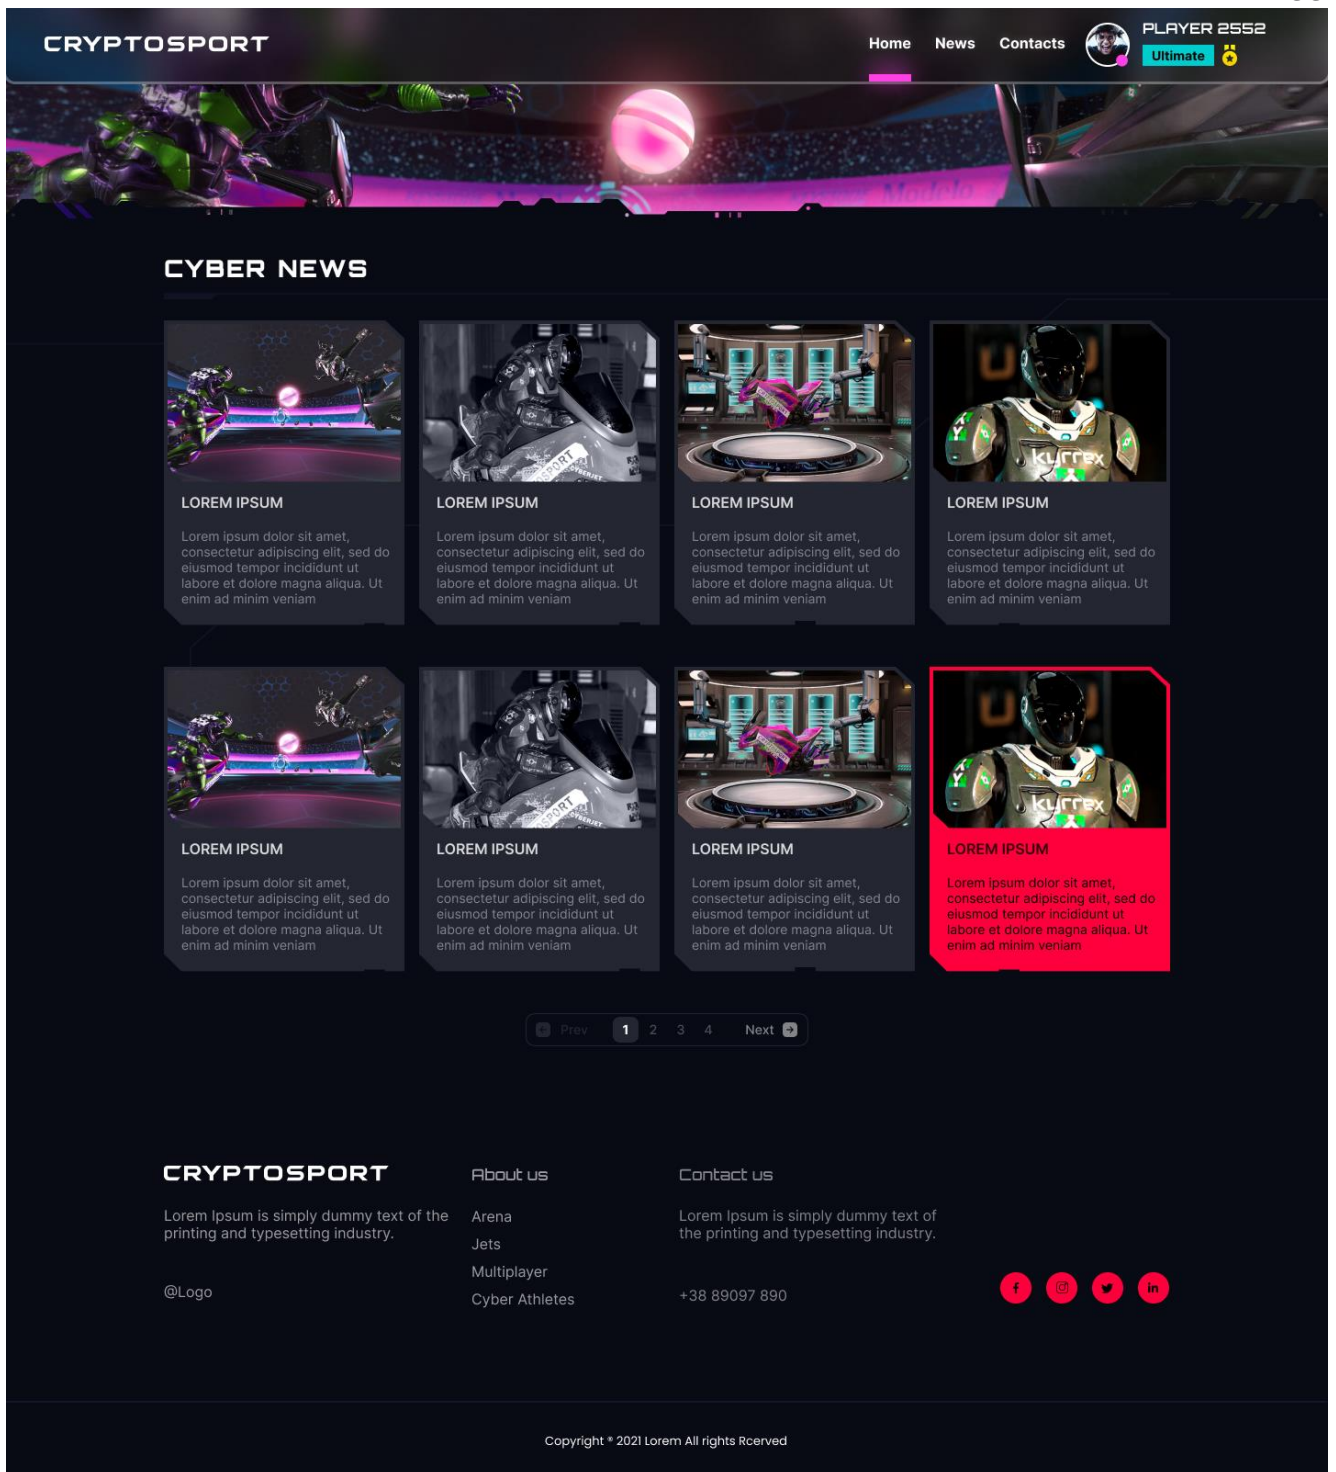 CRYPTOSPORT
Home News Contacts
PLAYER 2552
Ultimate
Modelo
CYBER NEWS
kyrrex
LOREM IPSUM
Lorem ipsum dolor sit amet,
consectetur adipiscing elit, sed do
eiusmod tempor incididunt ut
labore et dolore magna aliqua. Ut
enim ad minim veniam
LOREM IPSUM
Lorem ipsum dolor sit amet,
consectetur adipiscing elit, sed do
eiusmod tempor incididunt ut
labore et dolore magna aliqua. Ut
enim ad minim veniam
LOREM IPSUM
Lorem ipsum dolor sit amet,
consectetur adipiscing elit, sed do
eiusmod tempor incididunt ut
labore et dolore magna aliqua. Ut
enim ad minim veniam
LOREM IPSUM
Lorem ipsum dolor sit amet,
consectetur adipiscing elit, sed do
eiusmod tempor incididunt ut
labore et dolore magna aliqua. Ut
enim ad minim veniam
kyrrex
LOREM IPSUM
Lorem ipsum dolor sit amet,
consectetur adipiscing elit, sed do
eiusmod tempor incididunt ut
labore et dolore magna aliqua. Ut
enim ad minim veniam
LOREM IPSUM
Lorem ipsum dolor sit amet,
consectetur adipiscing elit, sed do
eiusmod tempor incididunt ut
labore et dolore magna aliqua. Ut
enim ad minim veniam
LOREM IPSUM
Lorem ipsum dolor sit amet,
consectetur adipiscing elit, sed do
eiusmod tempor incididunt ut
labore et dolore magna aliqua. Ut
enim ad minim veniam
LOREM IPSUM
Lorem ipsum dolor sit amet,
consectetur adipiscing elit, sed do
eiusmod tempor incididunt ut
labore et dolore magna aliqua. Ut
enim ad minim veniam
Prev 1 2 3 4 Next
CRYPTOSPORT
Lorem Ipsum is simply dummy text of the
printing and typesetting industry.
@Logo
About us
Arena
Jets
Multiplayer
Cyber Athletes
Contact us
Lorem Ipsum is simply dummy text of
the printing and typesetting industry.
+38 89097 890
Copyright ® 2021 Lorem All rights Rcerved